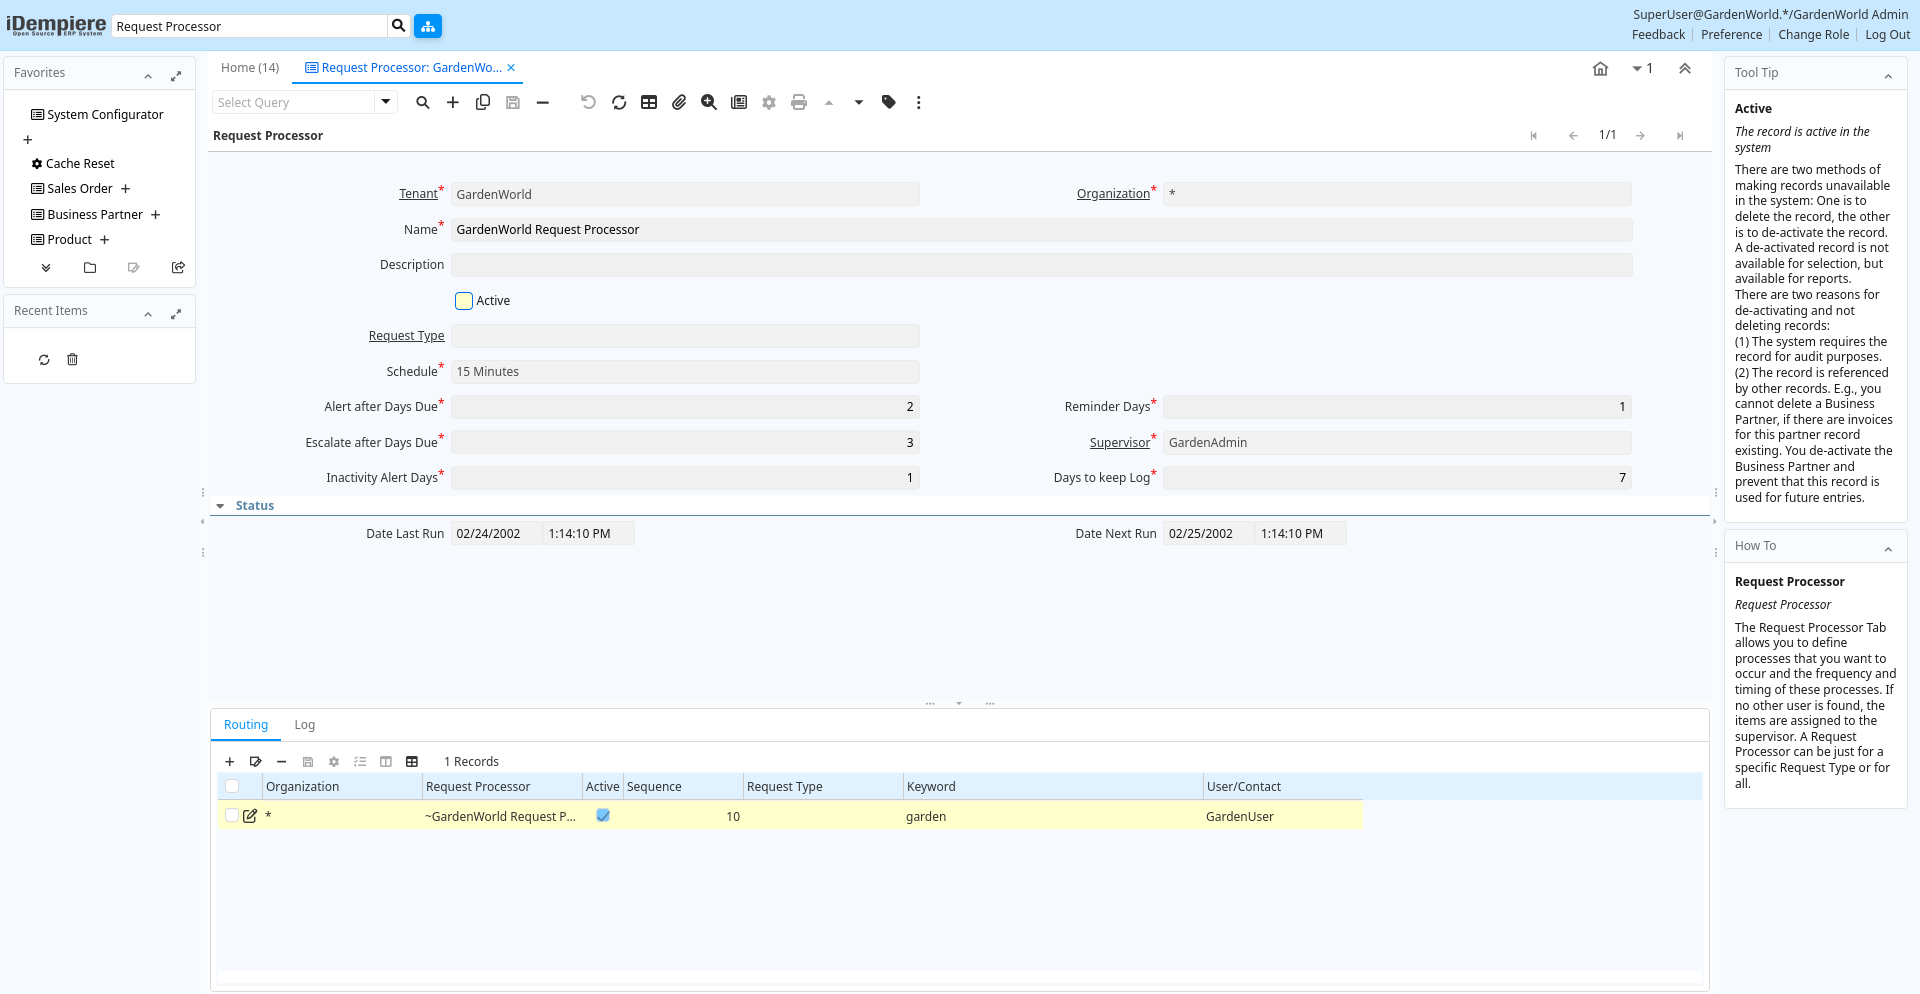 iDempiere
Open Source ERP System
Request Processor
SuperUser@GardenWorld.*/GardenWorld Admin
Feedback Preference Change Role Log Out
Favorites
System Configurator
Cache Reset
Sales Order
Business Partner
Product
Recent Items
Home (14)
Request Processor: GardenWo...
1
Select Query
Request Processor
1/1
Tenant* GardenWorld Organization* *
Name* GardenWorld Request Processor
Description
Active
Request Type
Schedule* 15 Minutes
Alert after Days Due* 2 Reminder Days* 1
Escalate after Days Due* 3 Supervisor* GardenAdmin
Inactivity Alert Days* 1 Days to keep Log* 7
Status
Date Last Run 02/24/2002 1:14:10 PM Date Next Run 02/25/2002 1:14:10 PM
Routing Log
1 Records
Organization Request Processor Active Sequence Request Type Keyword User/Contact
* ~GardenWorld Request P... 10 garden GardenUser
Tool Tip
Active
The record is active in the
system
There are two methods of
making records unavailable
in the system: One is to
delete the record, the other
is to de-activate the record.
A de-activated record is not
available for selection, but
available for reports.
There are two reasons for
de-activating and not
deleting records:
(1) The system requires the
record for audit purposes.
(2) The record is referenced
by other records. E.g., you
cannot delete a Business
Partner, if there are invoices
for this partner record
existing. You de-activate the
Business Partner and
prevent that this record is
used for future entries.
How To
Request Processor
Request Processor
The Request Processor Tab
allows you to define
processes that you want to
occur and the frequency and
timing of these processes. If
no other user is found, the
items are assigned to the
supervisor. A Request
Processor can be just for a
specific Request Type or for
all.